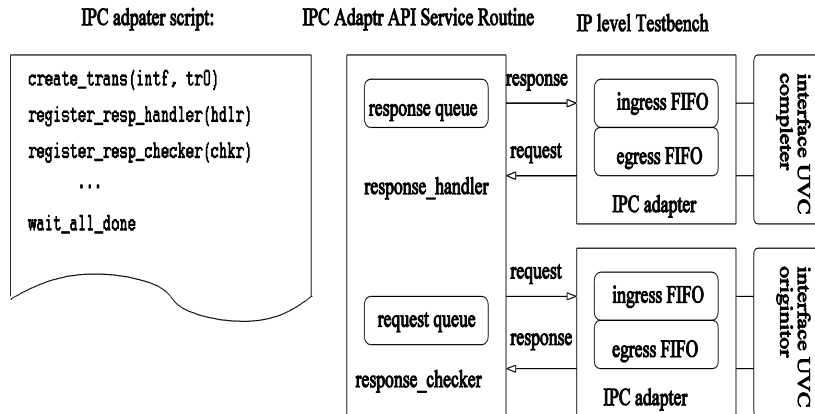 IPC adpater script:
IPC Adaptr API Service Routine
IP level Testbench
create_trans(intf, tr0)
register_resp_handler(hdlr)
register_resp_checker(chkr)
...
wait_all_done
response queue
response_handler
request queue
response_checker
response
request
request
response
ingress FIFO
egress FIFO
IPC adapter
ingress FIFO
egress FIFO
IPC adapter
interface UVC
completer
interface UVC
originitor